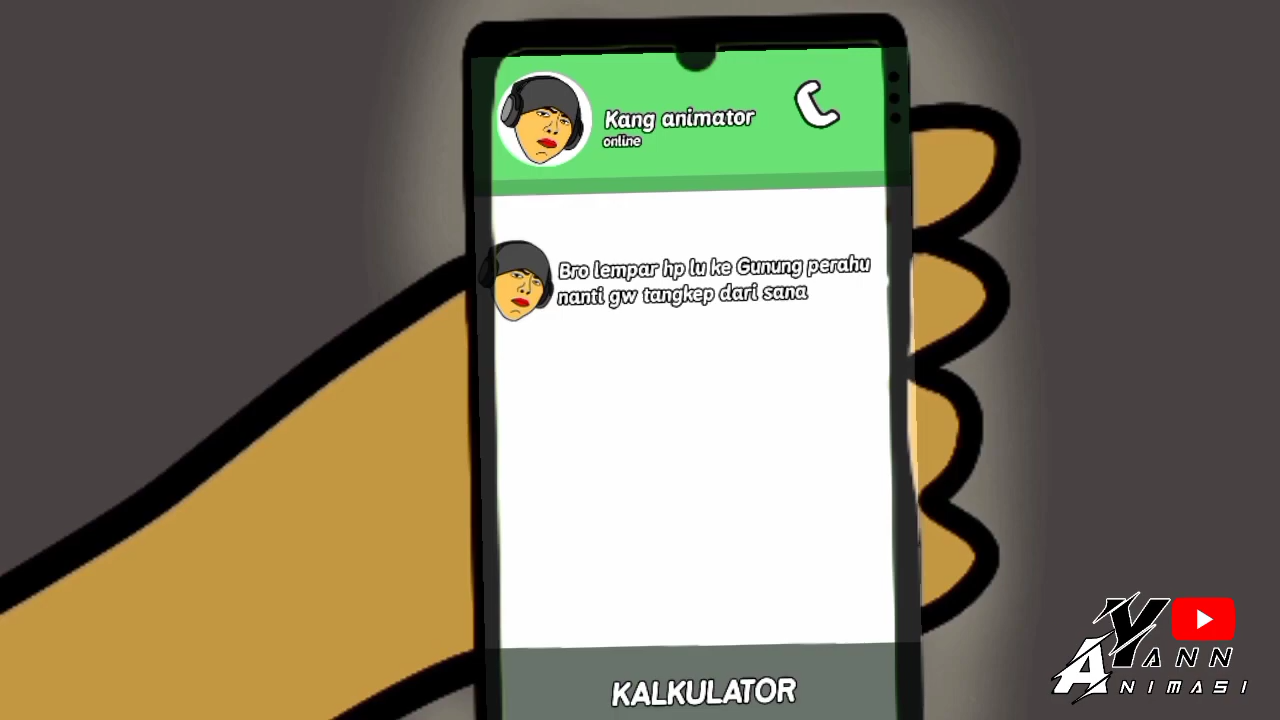 Kang animator
online
Bro lempar hp lu ke Gunung perahu
nanti gw tangkep dari sana
KALKULATOR
YANN
ANIMASI